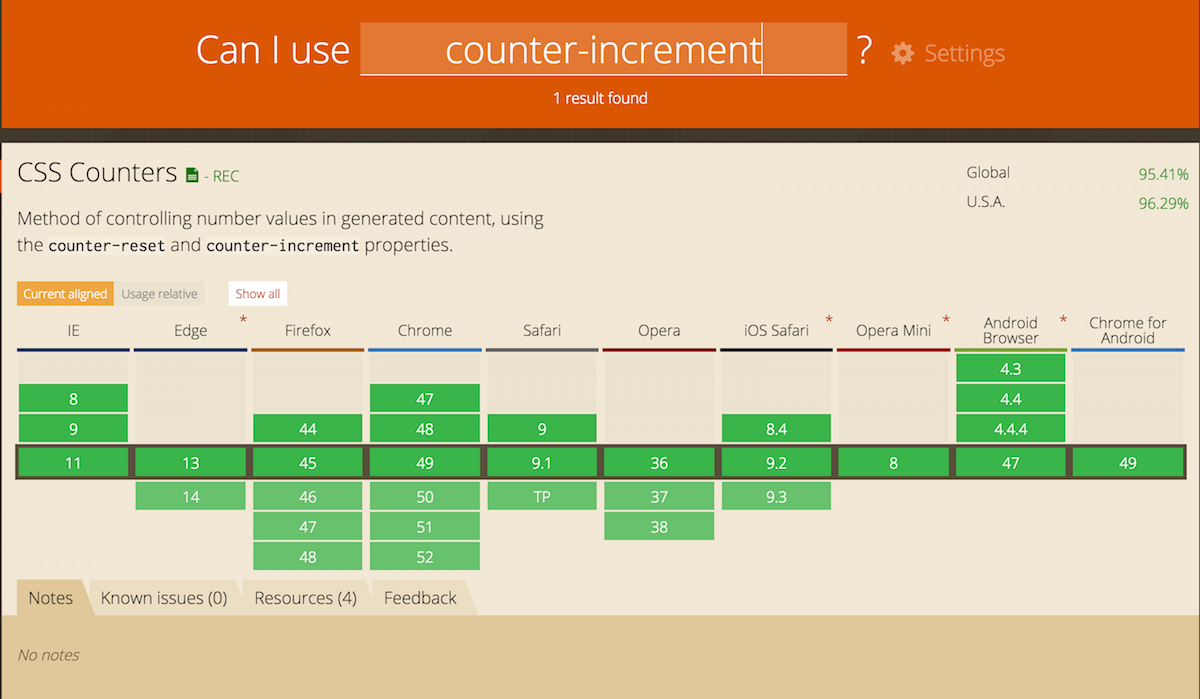 Can I use counter-increment ? Settings
1 result found
CSS Counters - REC
Global 95.41%
U.S.A. 96.29%
Method of controlling number values in generated content, using
the counter-reset and counter-increment properties.
Current aligned Usage relative Show all
IE Edge * Firefox Chrome Safari Opera iOS Safari * Opera Mini * Android Browser * Chrome for Android
4.3
8 47 4.4
9 44 48 9 8.4 4.4.4
11 13 45 49 9.1 36 9.2 8 47 49
14 46 50 TP 37 9.3
47 51 38
48 52
Notes Known issues (0) Resources (4) Feedback
No notes